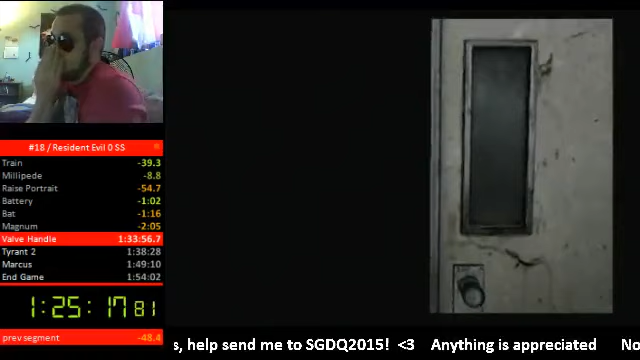 #18 / Resident Evil 0 SS
Train -39.3
Millipede -8.8
Raise Portrait -54.7
Battery -1:02
Bat -1:16
Magnum -2:05
Valve Handle 1:33:56.7
Tyrant 2 1:38:28
Marcus 1:49:10
End Game 1:54:02
1:25:17 81
prev segment -48.4
s, help send me to SGDQ2015! <3 Anything is appreciated No